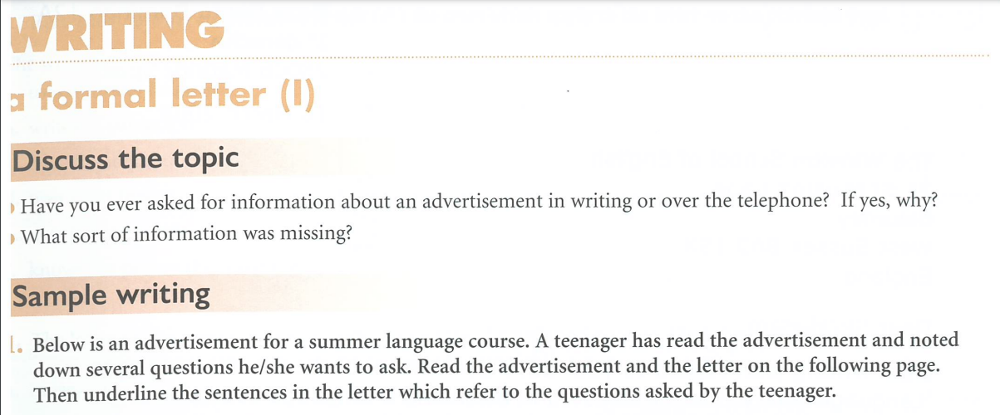 WRITING
a formal letter (I)
Discuss the topic
Have you ever asked for information about an advertisement in writing or over the telephone? If yes, why?
What sort of information was missing?
Sample writing
1. Below is an advertisement for a summer language course. A teenager has read the advertisement and noted
down several questions he/she wants to ask. Read the advertisement and the letter on the following page.
Then underline the sentences in the letter which refer to the questions asked by the teenager.